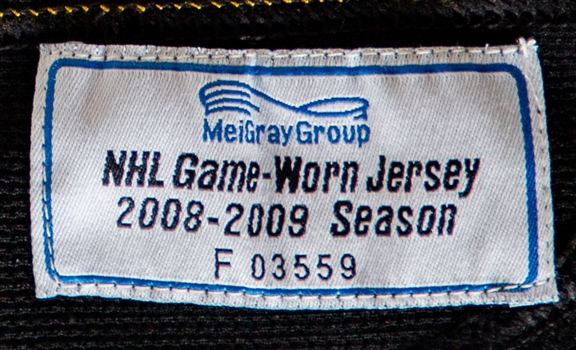 MeiGrayGroup
NHL Game-Worn Jersey
2008-2009 Season
F 03559